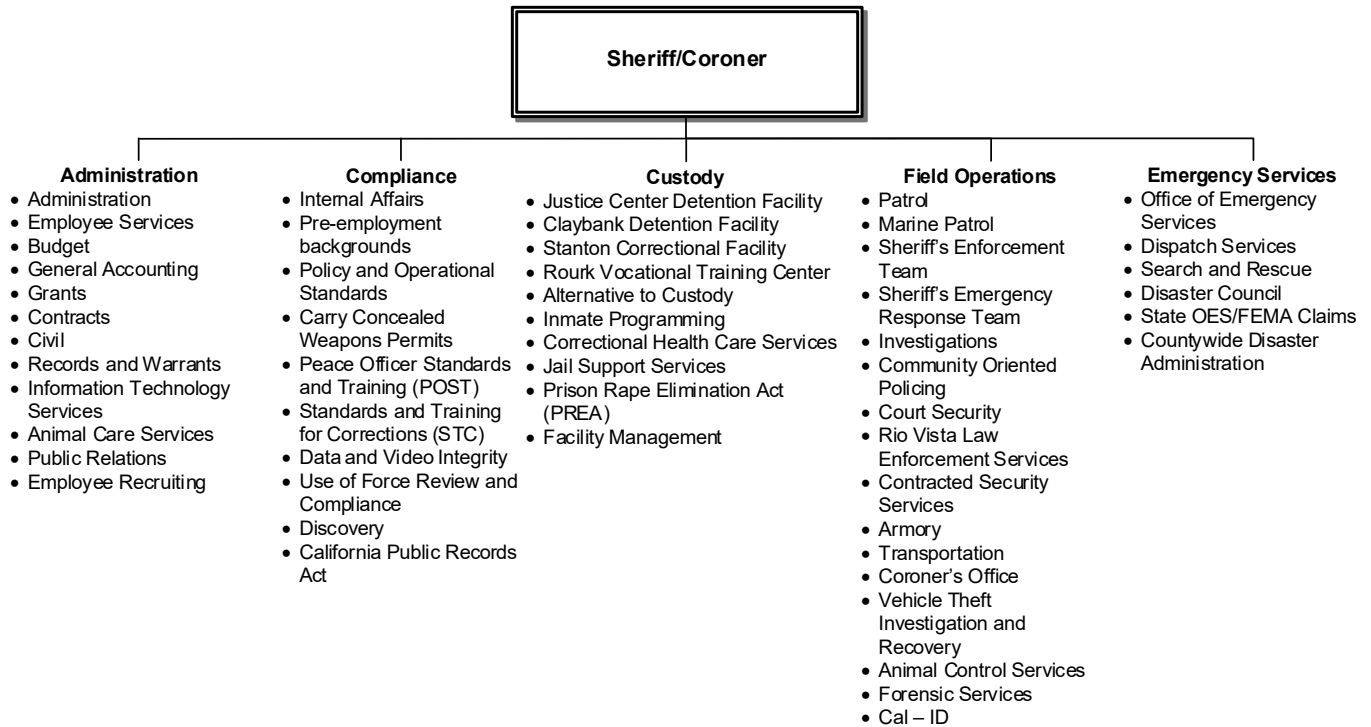 Sheriff/Coroner
Administration
• Administration
• Employee Services
• Budget
• General Accounting
• Grants
• Contracts
• Civil
• Records and Warrants
• Information Technology
Services
• Animal Care Services
• Public Relations
• Employee Recruiting
Compliance
• Internal Affairs
• Pre-employment
backgrounds
• Policy and Operational
Standards
• Carry Concealed
Weapons Permits
• Peace Officer Standards
and Training (POST)
• Standards and Training
for Corrections (STC)
• Data and Video Integrity
• Use of Force Review and
Compliance
• Discovery
• California Public Records
Act
Custody
• Justice Center Detention Facility
• Claybank Detention Facility
• Stanton Correctional Facility
• Rourk Vocational Training Center
• Alternative to Custody
• Inmate Programming
• Correctional Health Care Services
• Jail Support Services
• Prison Rape Elimination Act
(PREA)
• Facility Management
Field Operations
• Patrol
• Marine Patrol
• Sheriff’s Enforcement
Team
• Sheriff’s Emergency
Response Team
• Investigations
• Community Oriented
Policing
• Court Security
• Rio Vista Law
Enforcement Services
• Contracted Security
Services
• Armory
• Transportation
• Coroner’s Office
• Vehicle Theft
Investigation and
Recovery
• Animal Control Services
• Forensic Services
• Cal – ID
Emergency Services
• Office of Emergency
Services
• Dispatch Services
• Search and Rescue
• Disaster Council
• State OES/FEMA Claims
• Countywide Disaster
Administration